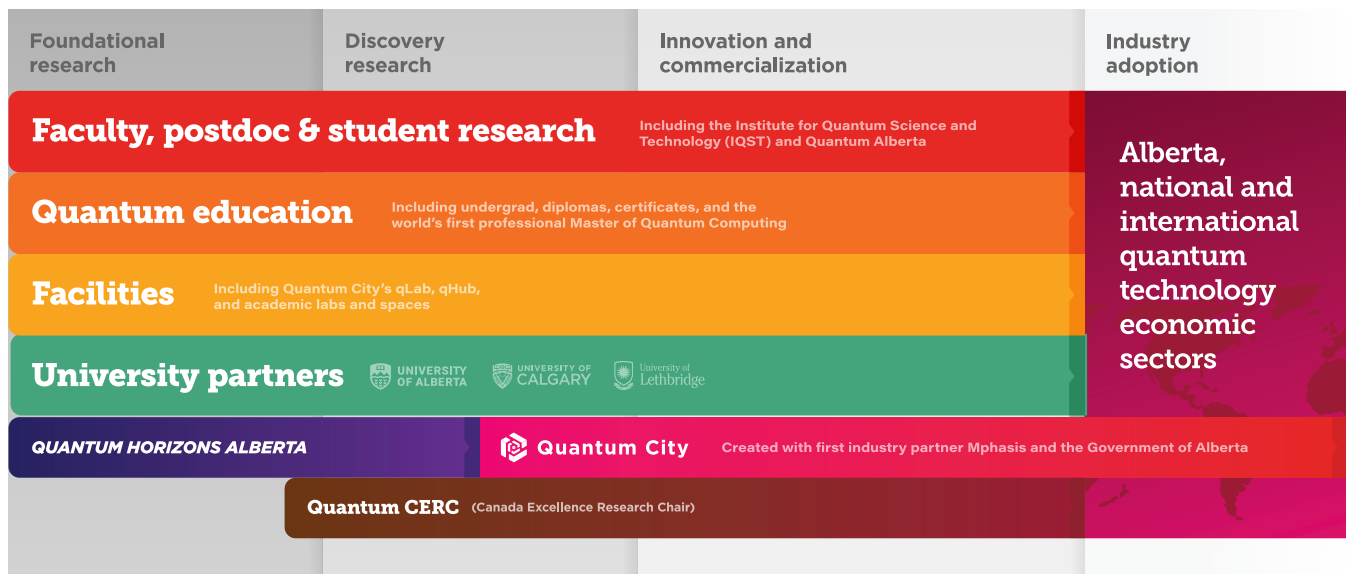 Foundational
research
Discovery
research
Innovation and
commercialization
Industry
adoption
Faculty, postdoc & student research
Including the Institute for Quantum Science and
Technology (IQST) and Quantum Alberta
Quantum education
Including undergrad, diplomas, certificates, and the
world's first professional Master of Quantum Computing
Facilities
Including Quantum City's qLab, qHub,
and academic labs and spaces
University partners
UNIVERSITY
OF ALBERTA
UNIVERSITY OF
CALGARY
University of
Lethbridge
Alberta,
national and
international
quantum
technology
economic
sectors
QUANTUM HORIZONS ALBERTA
Quantum City
Created with first industry partner Mphasis and the Government of Alberta
Quantum CERC (Canada Excellence Research Chair)